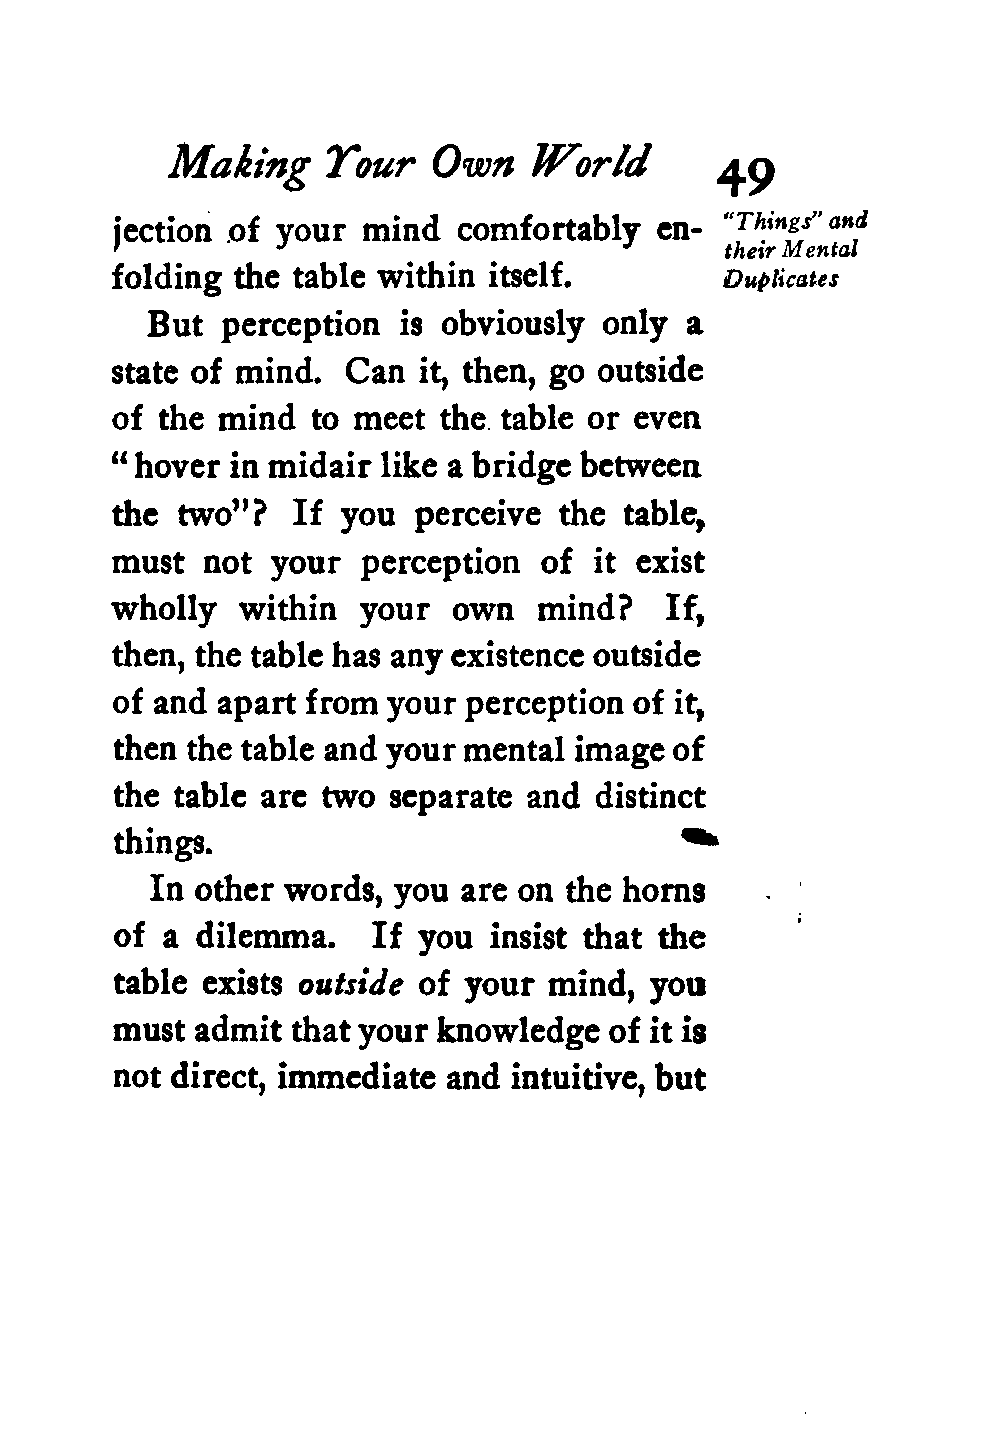 Making Your Own World 49
"Things" and
their Mental
Duplicates
jection of your mind comfortably en-
folding the table within itself.
But perception is obviously only a
state of mind. Can it, then, go outside
of the mind to meet the table or even
"hover in midair like a bridge between
the two"? If you perceive the table,
must not your perception of it exist
wholly within your own mind? If,
then, the table has any existence outside
of and apart from your perception of it,
then the table and your mental image of
the table are two separate and distinct
things.
In other words, you are on the horns
of a dilemma. If you insist that the
table exists outside of your mind, you
must admit that your knowledge of it is
not direct, immediate and intuitive, but